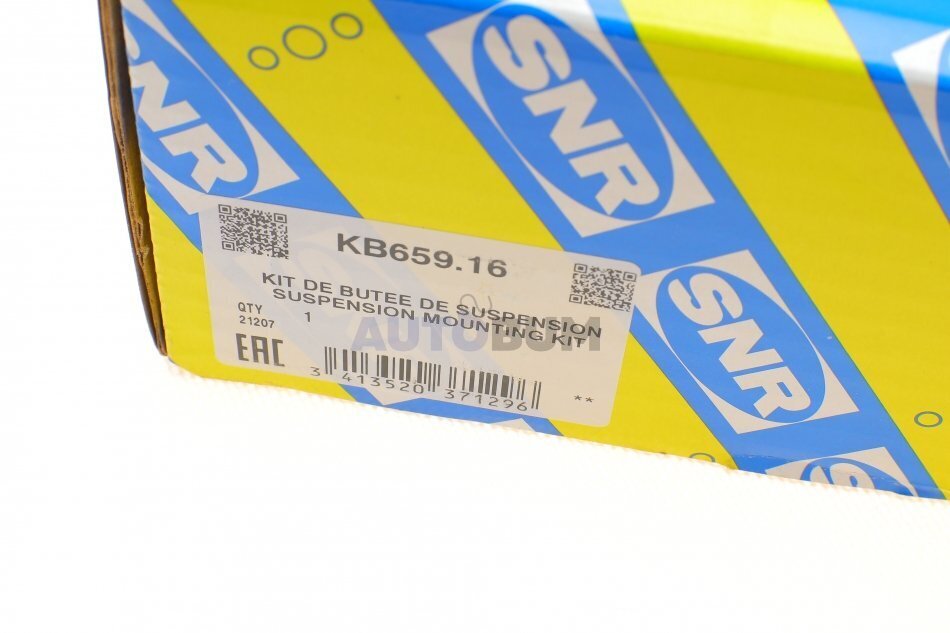 SNR
SNR
KB659.16
KIT DE BUTEE DE SUSPENSION
SUSPENSION MOUNTING KIT
QTY 1
21207
AUTOBUM
EAC
3 413520 371296
**
SNR
SNR